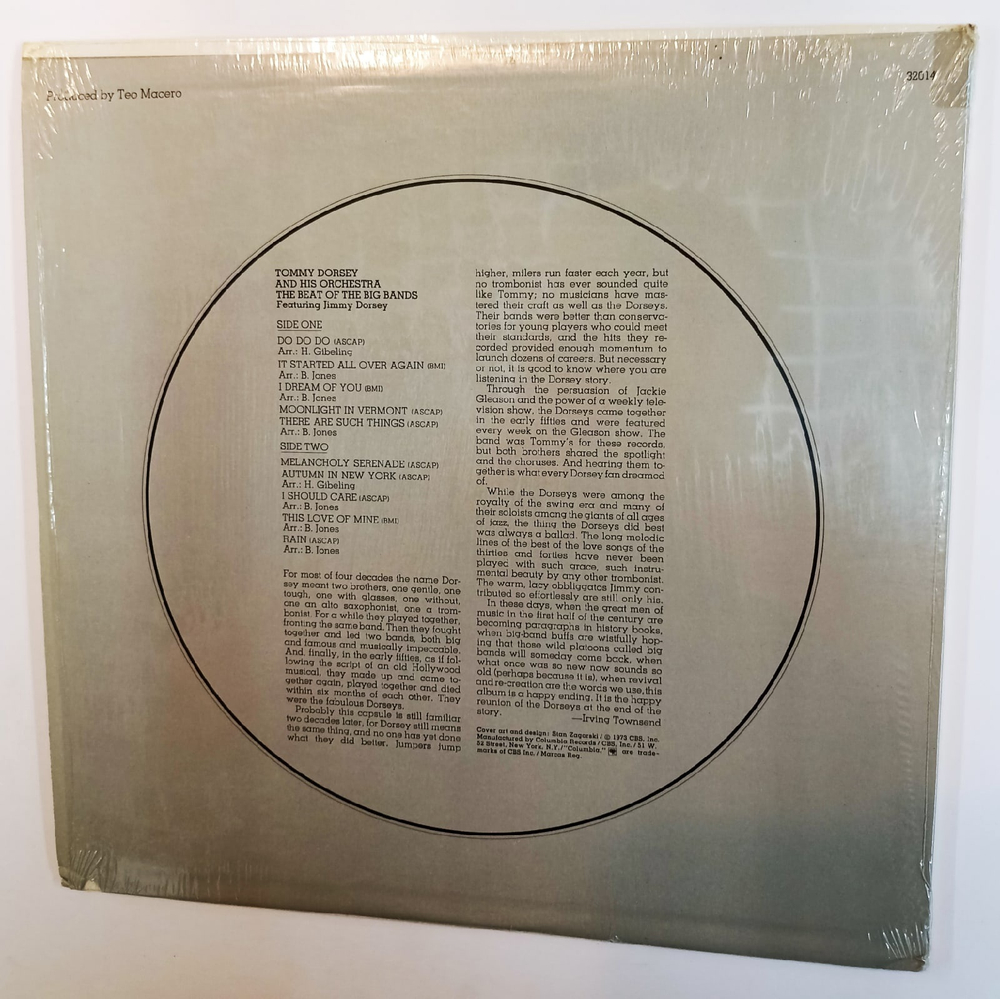 Produced by Teo Macero
32014
TOMMY DORSEY
AND HIS ORCHESTRA
THE BEAT OF THE BIG BANDS
Featuring Jimmy Dorsey
SIDE ONE
DO DO DO (ASCAP)
Arr.: H. Gibeling
IT STARTED ALL OVER AGAIN (BMI)
Arr.: B. Jones
I DREAM OF YOU (BMI)
Arr.: B. Jones
MOONLIGHT IN VERMONT (ASCAP)
THERE ARE SUCH THINGS (ASCAP)
Arr.: B. Jones
SIDE TWO
MELANCHOLY SERENADE (ASCAP)
AUTUMN IN NEW YORK (ASCAP)
Arr.: H. Gibeling
I SHOULD CARE (ASCAP)
Arr.: B. Jones
THIS LOVE OF MINE (BMI)
Arr.: B. Jones
RAIN (ASCAP)
Arr.: B. Jones
For most of four decades the name Dor-
sey meant two brothers, one gentle, one
tough, one with glasses, one without,
one an alto saxophonist, one a trom-
bonist. For a while they played together,
fronting the same band. Then they fought
together and led two bands, both big
and famous and musically impeccable.
And, finally, in the early fifties, as if fol-
lowing the script of an old Hollywood
musical, they made up and came to-
gether again, played together and died
within six months of each other. They
were the fabulous Dorseys.
Probably this capsule is still familiar
two decades later, for Dorsey still means
the same thing, and no one has yet done
what they did better. Jumpers jump
higher, milers run faster each year, but
no trombonist has ever sounded quite
like Tommy; no musicians have mas-
tered their craft as well as the Dorseys.
Their bands were better than conserva-
tories for young players who could meet
their standards, and the hits they re-
corded provided enough momentum to
launch dozens of careers. But necessary
or not, it is good to know where you are
listening in the Dorsey story.
Through the persuasion of Jackie
Gleason and the power of a weekly tele-
vision show, the Dorseys came together
in the early fifties and were featured
every week on the Gleason show. The
band was Tommy's for these records,
but both brothers shared the spotlight
and the choruses. And hearing them to-
gether is what every Dorsey fan dreamed
of.
While the Dorseys were among the
royalty of the swing era and many of
their soloists among the giants of all ages
of jazz, the thing the Dorseys did best
was always a ballad. The long melodic
lines of the best of the love songs of the
thirties and forties have never been
played with such grace, such instru-
mental beauty by any other trombonist.
The warm, lacy obbligatos Jimmy con-
tributed so effortlessly are still only his.
In these days, when the great men of
music in the first half of the century are
becoming paragraphs in history books,
when big-band buffs are wistfully hop-
ing that those wild platoons called big
bands will someday come back, when
what once was so new now sounds so
old (perhaps because it is), when revival
and re-creation are the words we use, this
album is a happy ending. It is the happy
reunion of the Dorseys at the end of the
story.
—Irving Townsend
Cover art and design: Stan Zagorski / Ⓟ 1973 CBS, Inc.
Manufactured by Columbia Records / CBS, Inc. / 51 W.
52 Street, New York, N.Y. / "Columbia," are trade-
marks of CBS Inc. / Marcas Reg.